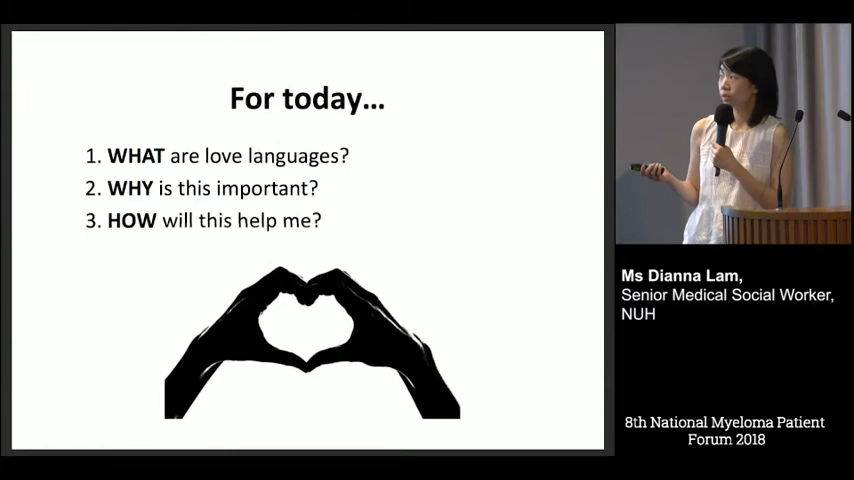 For today...
1. WHAT are love languages?
2. WHY is this important?
3. HOW will this help me?
Ms Dianna Lam,
Senior Medical Social Worker,
NUH
8th National Myeloma Patient
Forum 2018